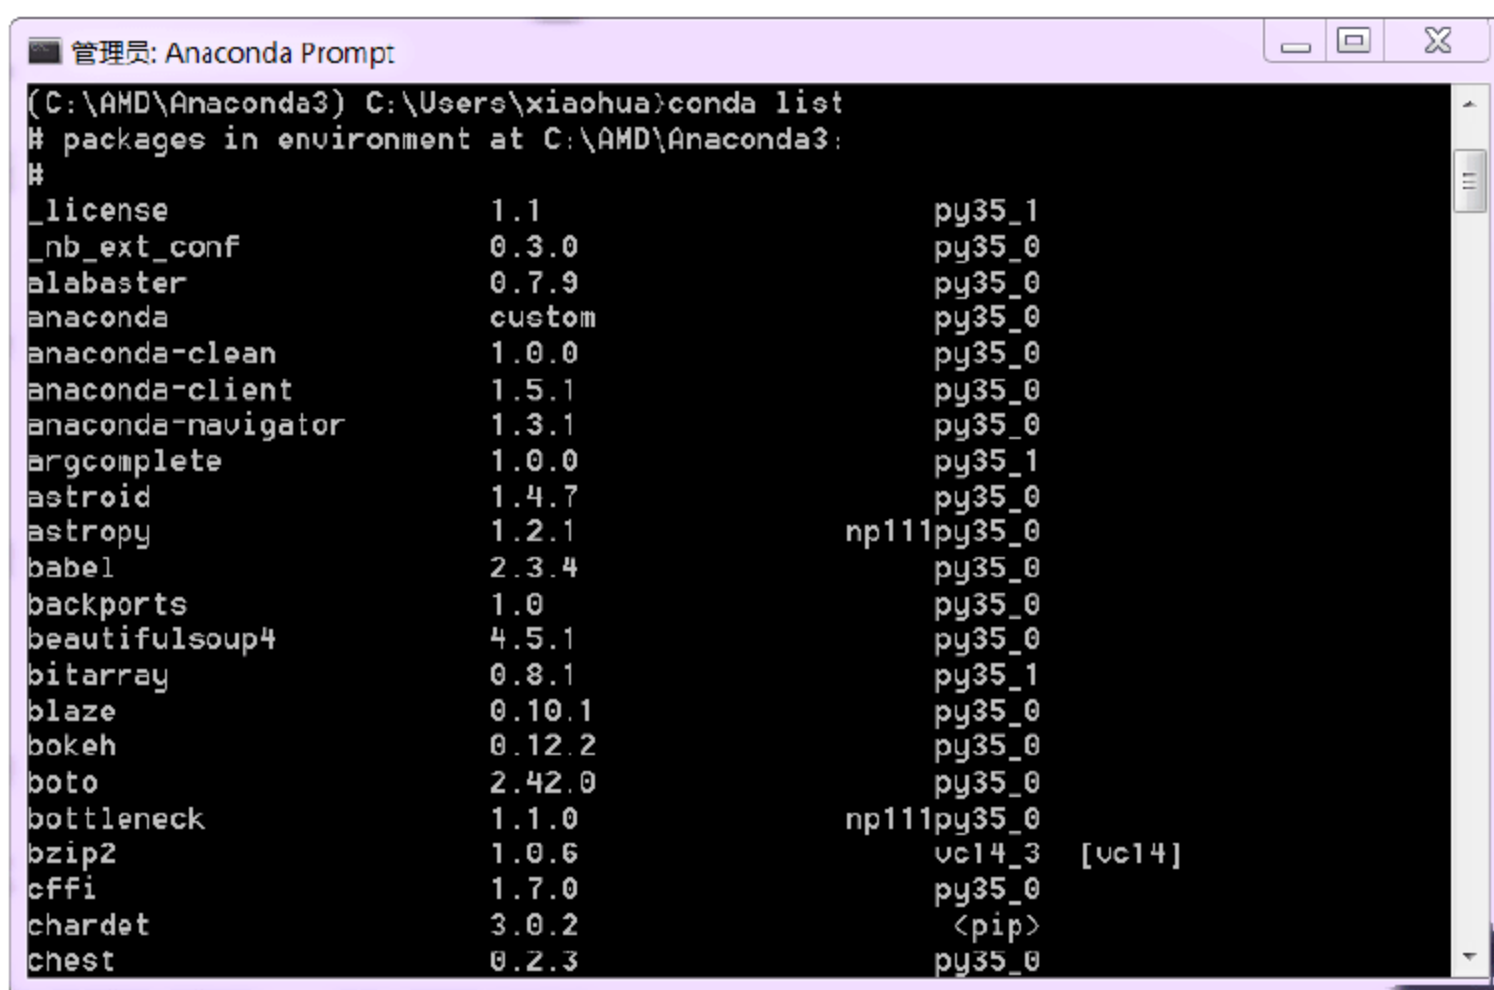 管理员: Anaconda Prompt
(C:\AMD\Anaconda3) C:\Users\xiaohua>conda list
# packages in environment at C:\AMD\Anaconda3:
#
_license 1.1 py35_1
_nb_ext_conf 0.3.0 py35_0
alabaster 0.7.9 py35_0
anaconda custom py35_0
anaconda-clean 1.0.0 py35_0
anaconda-client 1.5.1 py35_0
anaconda-navigator 1.3.1 py35_0
argcomplete 1.0.0 py35_1
astroid 1.4.7 py35_0
astropy 1.2.1 np111py35_0
babel 2.3.4 py35_0
backports 1.0 py35_0
beautifulsoup4 4.5.1 py35_0
bitarray 0.8.1 py35_1
blaze 0.10.1 py35_0
bokeh 0.12.2 py35_0
boto 2.42.0 py35_0
bottleneck 1.1.0 np111py35_0
bzip2 1.0.6 vc14_3 [vc14]
cffi 1.7.0 py35_0
chardet 3.0.2 <pip>
chest 0.2.3 py35_0